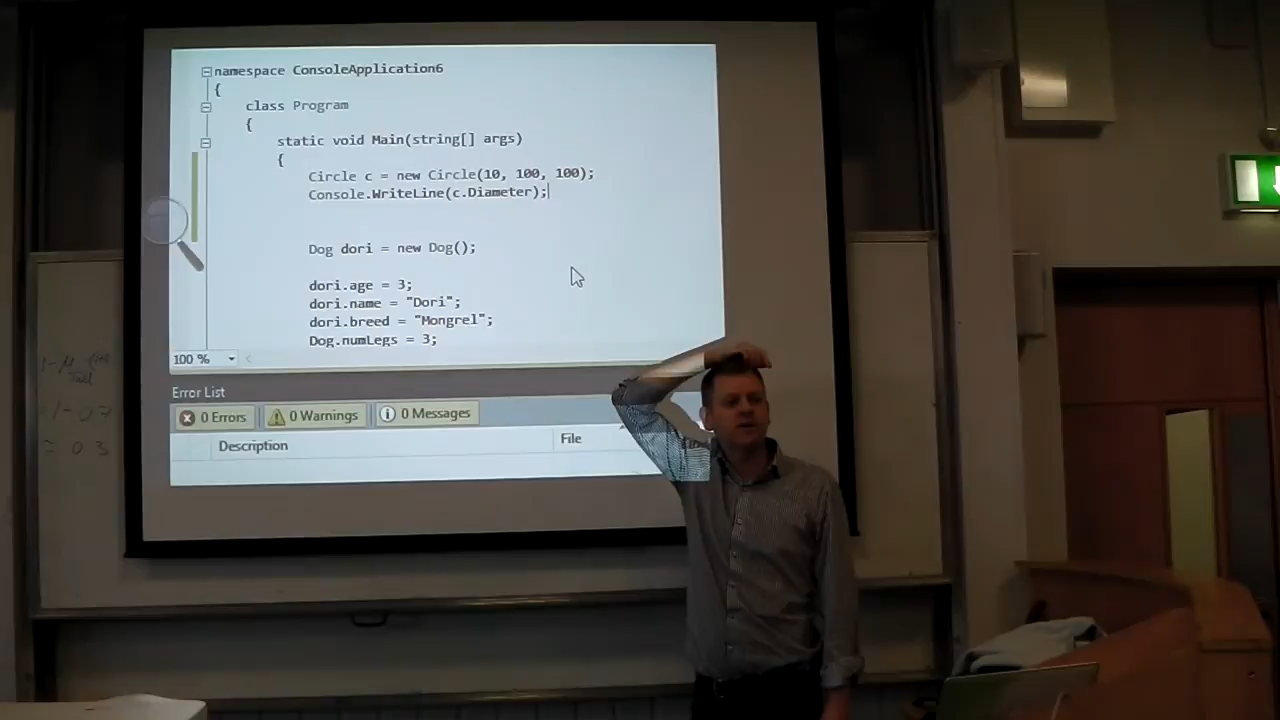 namespace ConsoleApplication6
{
class Program
{
static void Main(string[] args)
{
Circle c = new Circle(10, 100, 100);
Console.WriteLine(c.Diameter);
Dog dori = new Dog();
dori.age = 3;
dori.name = "Dori";
dori.breed = "Mongrel";
Dog.numLegs = 3;
100 %
Error List
0 Errors
0 Warnings
0 Messages
Description
File